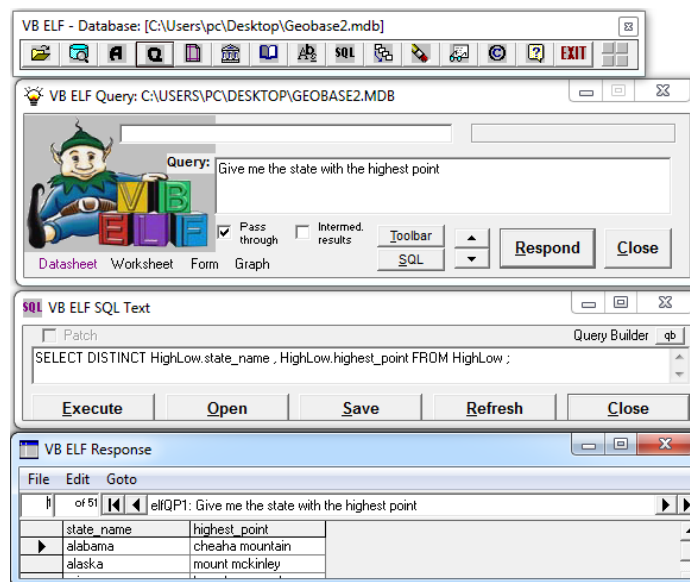 VB ELF - Database: [C:\Users\pc\Desktop\Geobase2.mdb]
A Q AB SQL © ? EXIT
VB ELF Query: C:\USERS\PC\DESKTOP\GEOBASE2.MDB
Query: Give me the state with the highest point
VB
ELF
Pass through
Intermed. results
Toolbar
SQL
Respond
Close
Datasheet Worksheet Form Graph
SQL VB ELF SQL Text
Patch Query Builder qb
SELECT DISTINCT HighLow.state_name , HighLow.highest_point FROM HighLow ;
Execute Open Save Refresh Close
VB ELF Response
File Edit Goto
of 51 elfQP1: Give me the state with the highest point
state_name highest_point
alabama cheaha mountain
alaska mount mckinley